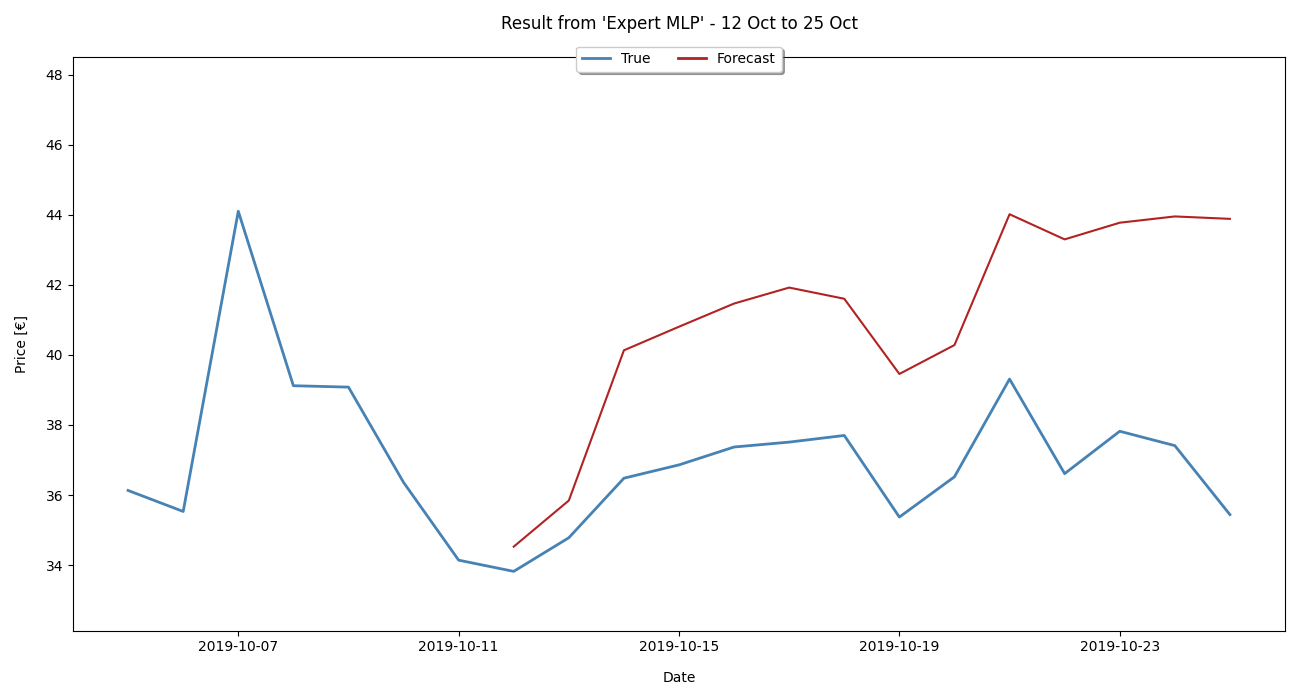 Result from 'Expert MLP' - 12 Oct to 25 Oct
True Forecast
48
46
44
42
40
38
36
34
Price [€]
2019-10-07 2019-10-11 2019-10-15 2019-10-19 2019-10-23
Date